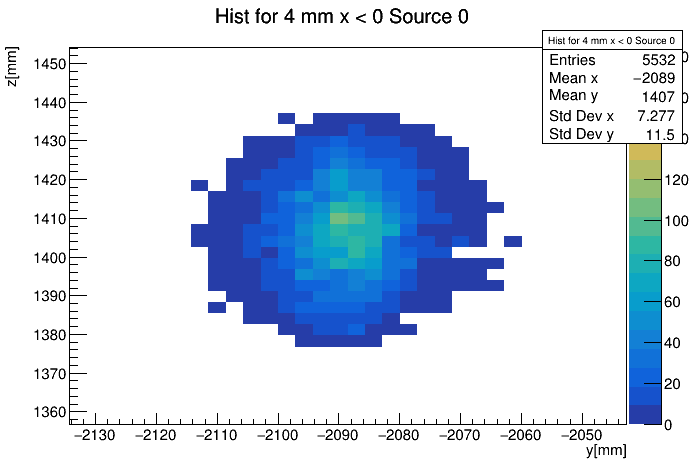 Hist for 4 mm x < 0 Source 0
z[mm]
Hist for 4 mm x < 0 Source 0
Entries 5532
Mean x −2089
Mean y 1407
Std Dev x 7.277
Std Dev y 11.5
1450
1440
1430
1420
1410
1400
1390
1380
1370
1360
120
100
80
60
40
20
0
−2130 −2120 −2110 −2100 −2090 −2080 −2070 −2060 −2050
y[mm]